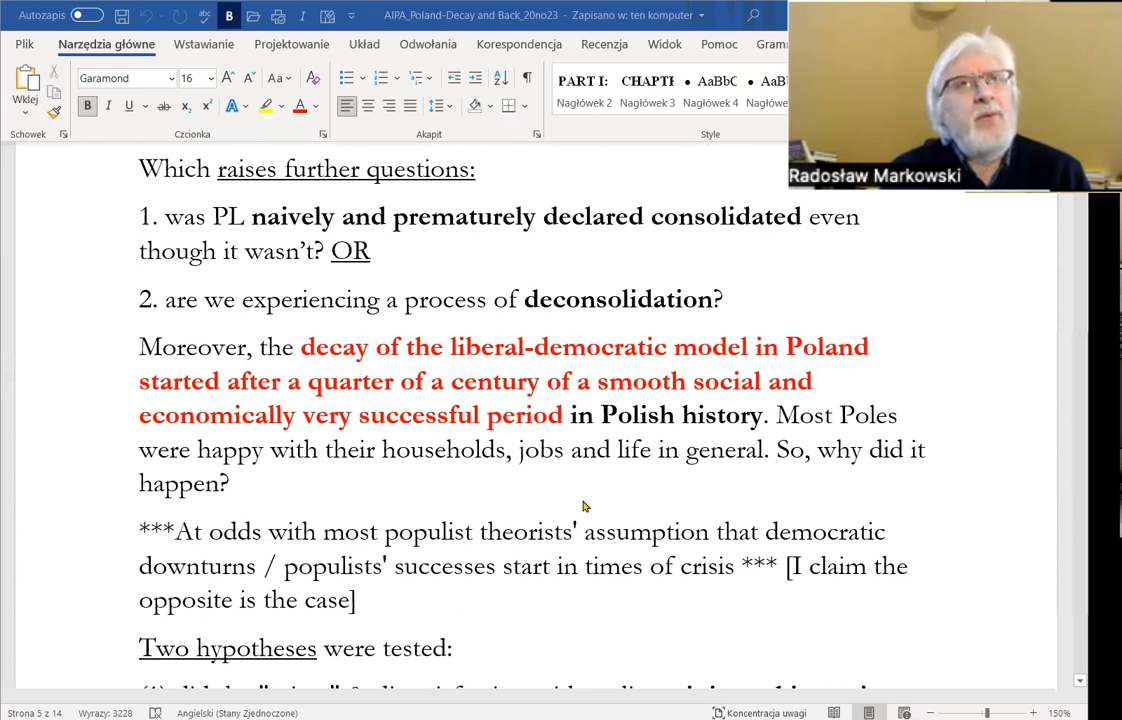 Autozapis
AIPA_Poland-Decay and Back_20no23 - Zapisano w: ten komputer
Plik Narzędzia główne Wstawianie Projektowanie Układ Odwołania Korespondencja Recenzja Widok Pomoc Gramm
Garamond 16
Wklej
PART I: CHAPTE AaBbC AaBb
Nagłówek 2 Nagłówek 3 Nagłówek 4 Nagłówek
Schowek Czcionka Akapit Style
Radosław Markowski
Which raises further questions:
1. was PL naively and prematurely declared consolidated even
though it wasn’t? OR
2. are we experiencing a process of deconsolidation?
Moreover, the decay of the liberal-democratic model in Poland
started after a quarter of a century of a smooth social and
economically very successful period in Polish history. Most Poles
were happy with their households, jobs and life in general. So, why did it
happen?
***At odds with most populist theorists' assumption that democratic
downturns / populists' successes start in times of crisis *** [I claim the
opposite is the case]
Two hypotheses were tested:
Strona 5 z 14 Wyrazy: 3228 Angielski (Stany Zjednoczone) Koncentracja uwagi 150%